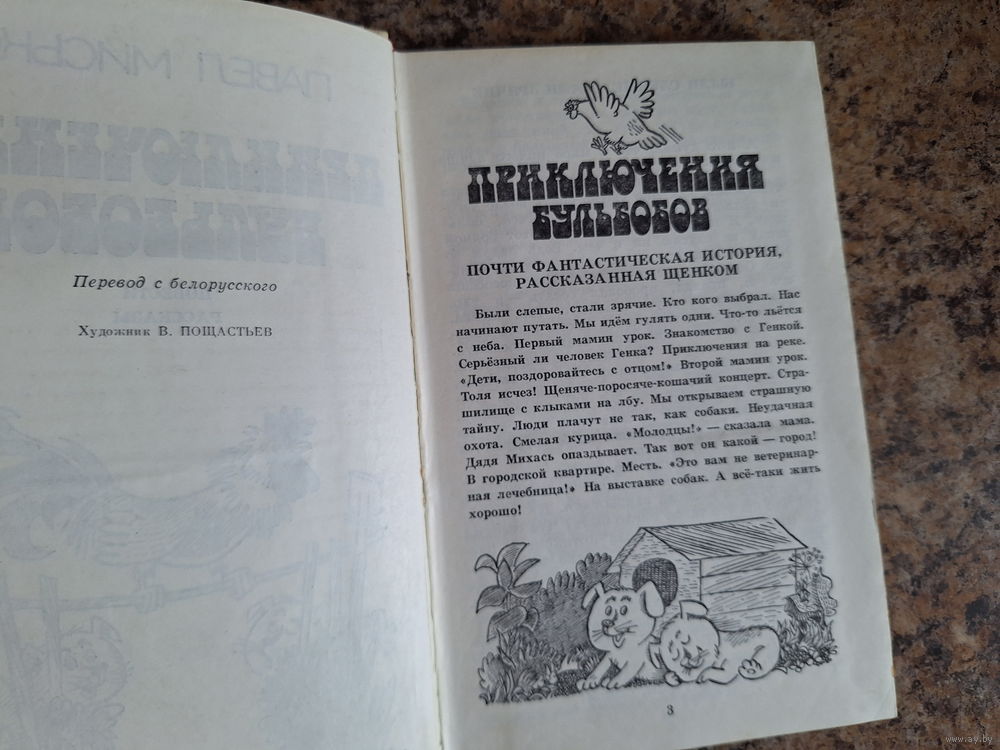 Перевод с белорусского
Художник В. ПОЩАСТЬЕВ
ПРИКЛЮЧЕНИЯ
БУЛЬБОБОВ
ПОЧТИ ФАНТАСТИЧЕСКАЯ ИСТОРИЯ,
РАССКАЗАННАЯ ЩЕНКОМ
Были слепые, стали зрячие. Кто кого выбрал. Нас
начинают путать. Мы идём гулять одни. Что-то льётся
с неба. Первый мамин урок. Знакомство с Генкой.
Серьёзный ли человек Генка? Приключения на реке.
«Дети, поздоровайтесь с отцом!» Второй мамин урок.
Толя исчез! Щеняче-поросяче-кошачий концерт. Стра-
шилище с клыками на лбу. Мы открываем страшную
тайну. Люди плачут не так, как собаки. Неудачная
охота. Смелая курица. «Молодцы!» — сказала мама.
Дядя Михась опаздывает. Так вот он какой — город!
В городской квартире. Месть. «Это вам не ветеринар-
ная лечебница!» На выставке собак. А всё-таки жить
хорошо!
3
www.ay.by